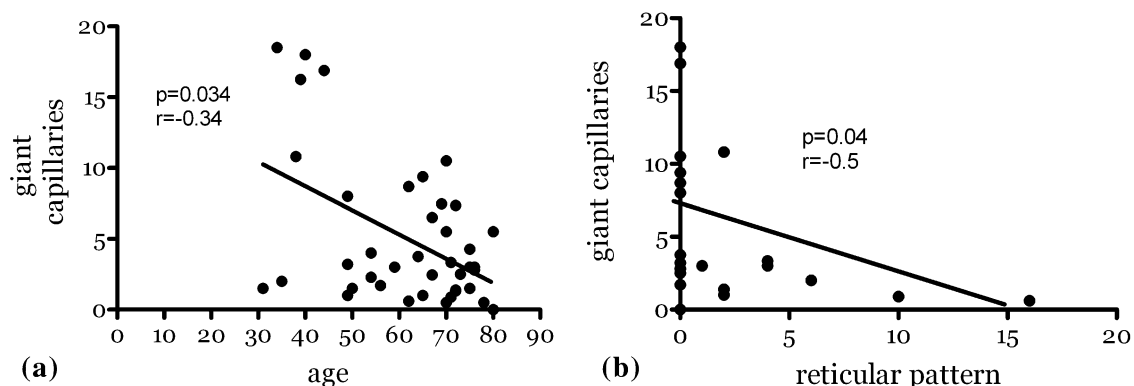 20
15
10
5
0
giant
capillaries
p=0.034
r=-0.34
0 10 20 30 40 50 60 70 80 90
(a)
age
20
15
10
5
0
giant capillaries
p=0.04
r=-0.5
0 5 10 15 20
(b)
reticular pattern